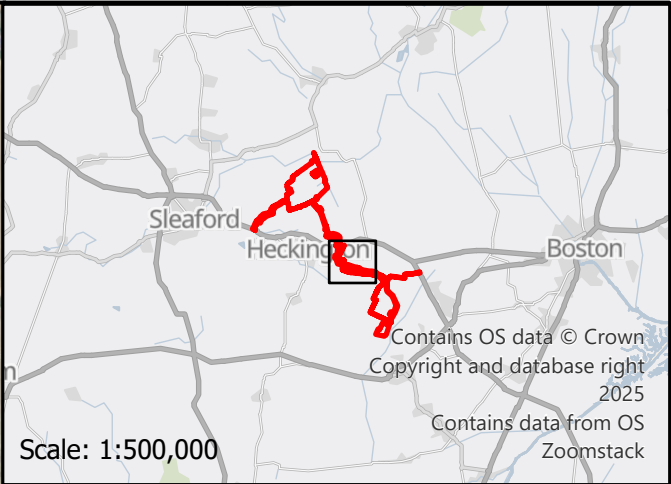 Sleaford
Heckington
Boston
m
Contains OS data © Crown
Copyright and database right
2025
Contains data from OS
Zoomstack
Scale: 1:500,000